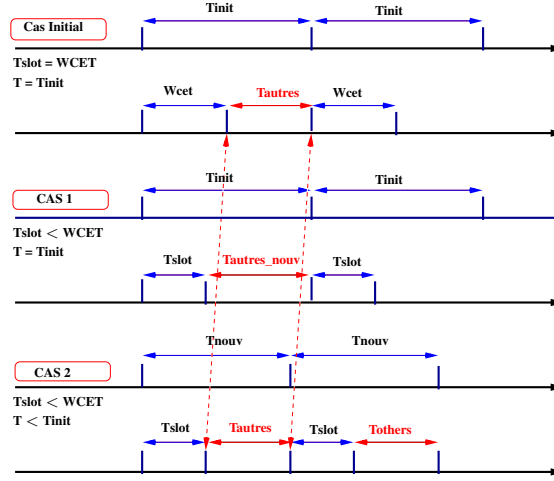 Tinit Tinit
Cas Initial
Tslot = WCET
T = Tinit
Wcet Tautres Wcet
Tinit Tinit
CAS 1
Tslot < WCET
T = Tinit
Tslot Tautres_nouv Tslot
Tnouv Tnouv
CAS 2
Tslot < WCET
T < Tinit
Tslot Tautres Tslot Tothers